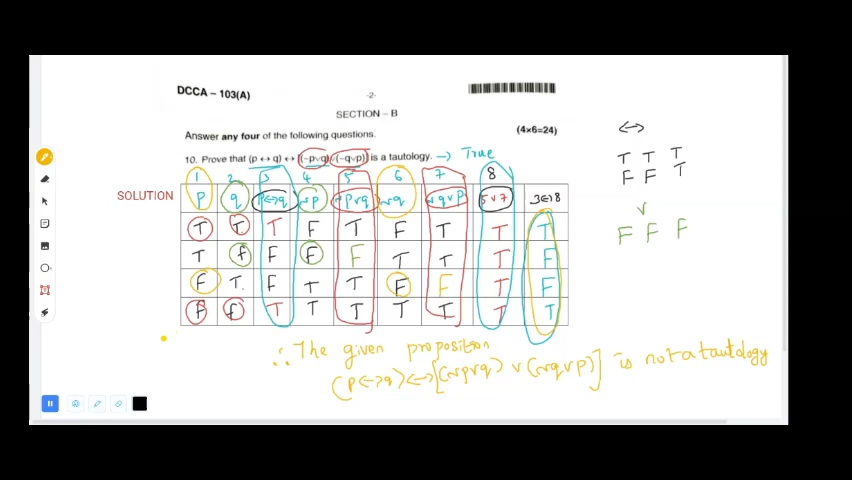 DCCA – 103(A)
-2-
SECTION – B
Answer any four of the following questions.
(4×6=24)
10. Prove that (p ↔ q) ↔ [(~p∨q) ∨ (~q∨p)] is a tautology. → True
↔
T T T
F F T
∨
F F F
SOLUTION
1 2 3 4 5 6 7 8
p q p↔q ~p ~p∨q ~q ~q∨p 5∨7 3↔8
T T T F T F T T T
T f F F F T T T F
F T F T T F F T F
F f T T T T T T T
∴ The given proposition
(p↔q)↔[(~p∨q) ∨ (~q∨p)] is not a tautology